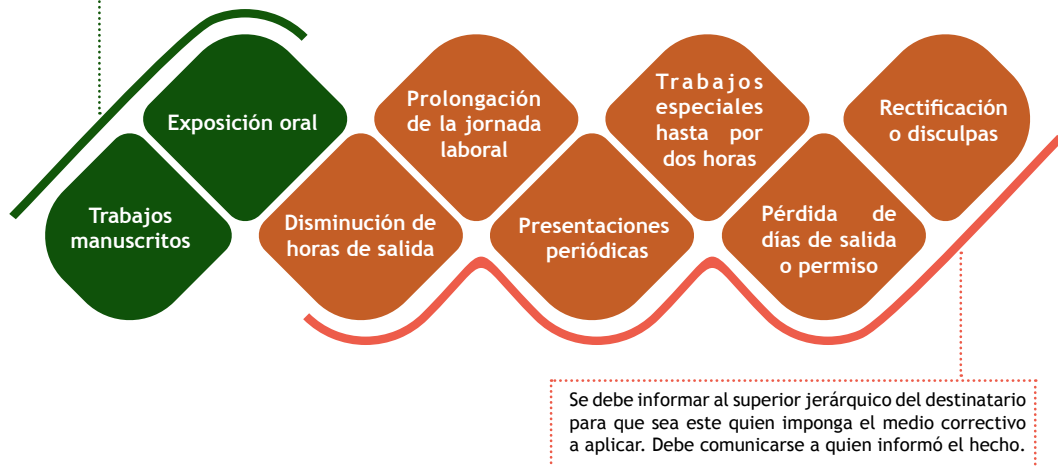 Trabajos
manuscritos
Exposición oral
Disminución de
horas de salida
Prolongación
de la jornada
laboral
Presentaciones
periódicas
Trabajos
especiales
hasta por
dos horas
Pérdida de
días de salida
o permiso
Rectificación
o disculpas
Se debe informar al superior jerárquico del destinatario
para que sea este quien imponga el medio correctivo
a aplicar. Debe comunicarse a quien informó el hecho.